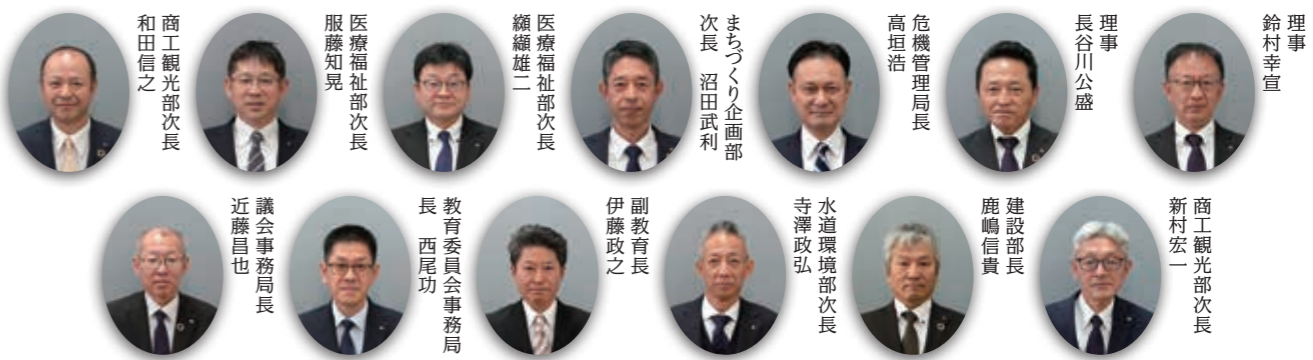 理事
鈴村幸宣
理事
長谷川公盛
危機管理局長
高垣浩
まちづくり企画部
次長 沼田武利
医療福祉部次長
纐纈雄二
医療福祉部次長
服藤知晃
商工観光部次長
和田信之
商工観光部次長
新村宏一
建設部長
鹿嶋信貴
水道環境部次長
寺澤政弘
副教育長
伊藤政之
教育委員会事務局
長 西尾功
議会事務局長
近藤昌也